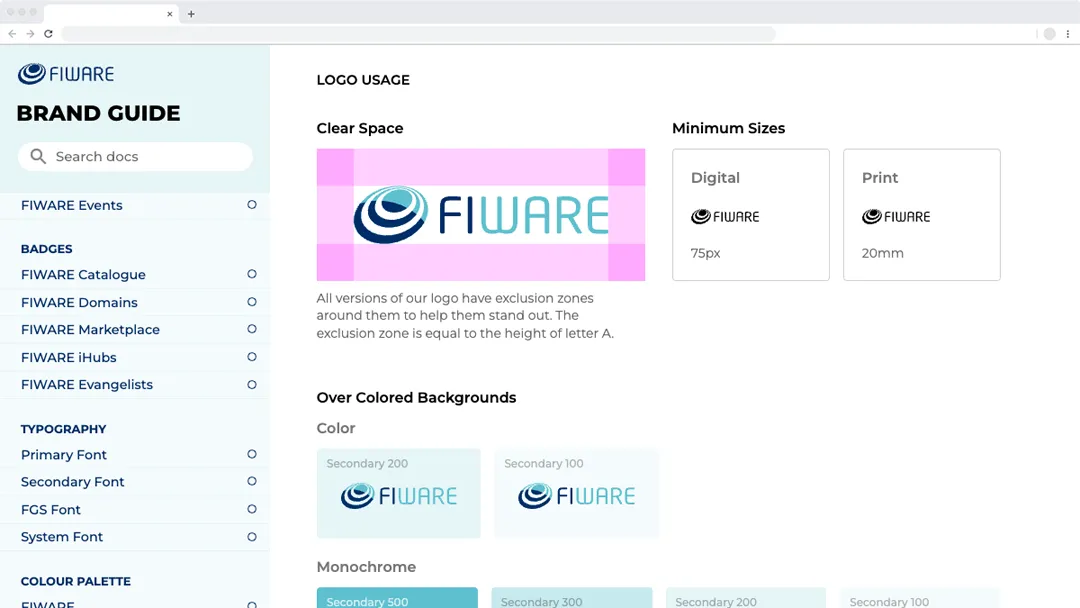 FIWARE
BRAND GUIDE
Search docs
FIWARE Events
BADGES
FIWARE Catalogue
FIWARE Domains
FIWARE Marketplace
FIWARE iHubs
FIWARE Evangelists
TYPOGRAPHY
Primary Font
Secondary Font
FGS Font
System Font
COLOUR PALETTE
FIWARE
LOGO USAGE
Clear Space
FIWARE
All versions of our logo have exclusion zones
around them to help them stand out. The
exclusion zone is equal to the height of letter A.
Minimum Sizes
Digital
FIWARE
75px
Print
FIWARE
20mm
Over Colored Backgrounds
Color
Secondary 200
FIWARE
Secondary 100
FIWARE
Monochrome
Secondary 500
Secondary 300
Secondary 200
Secondary 100